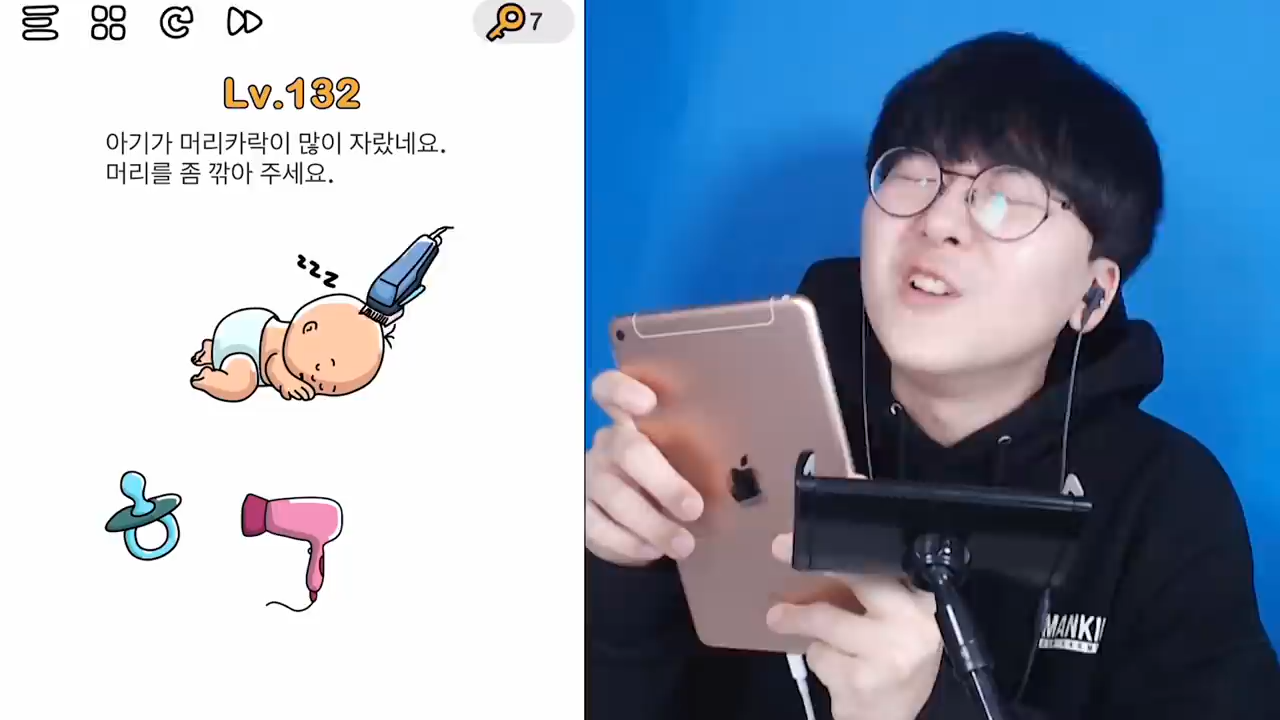 7
Lv.132
아기가 머리카락이 많이 자랐네요.
머리를 좀 깎아 주세요.
zzz
MANKI